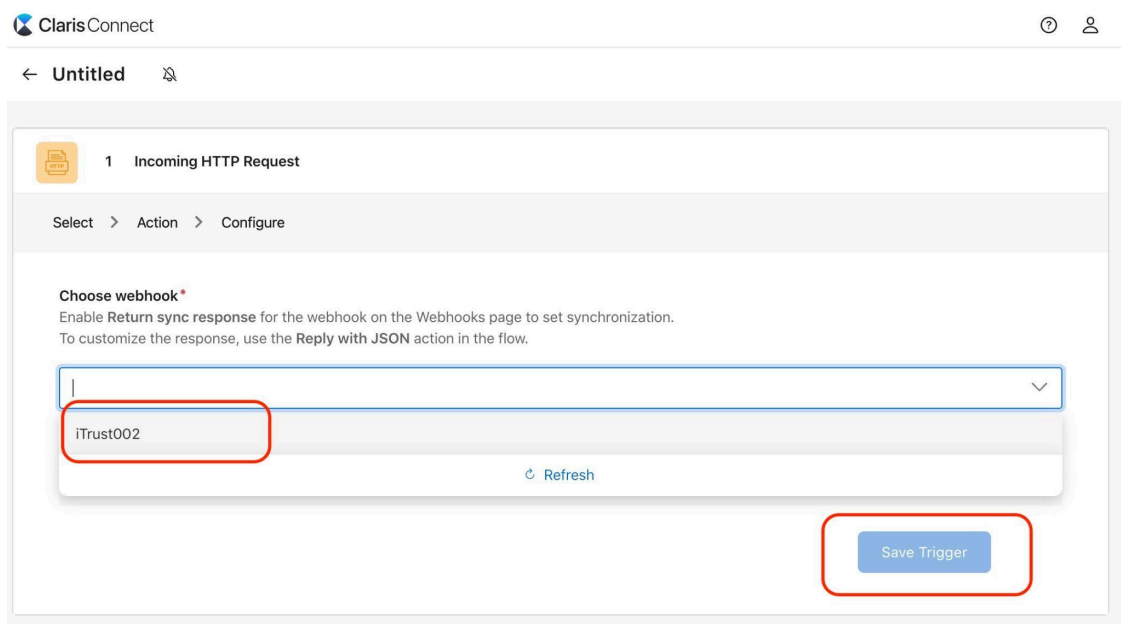 Claris Connect
Untitled
HTTP
1 Incoming HTTP Request
Select > Action > Configure
Choose webhook*
Enable Return sync response for the webhook on the Webhooks page to set synchronization.
To customize the response, use the Reply with JSON action in the flow.
iTrust002
Refresh
Save Trigger